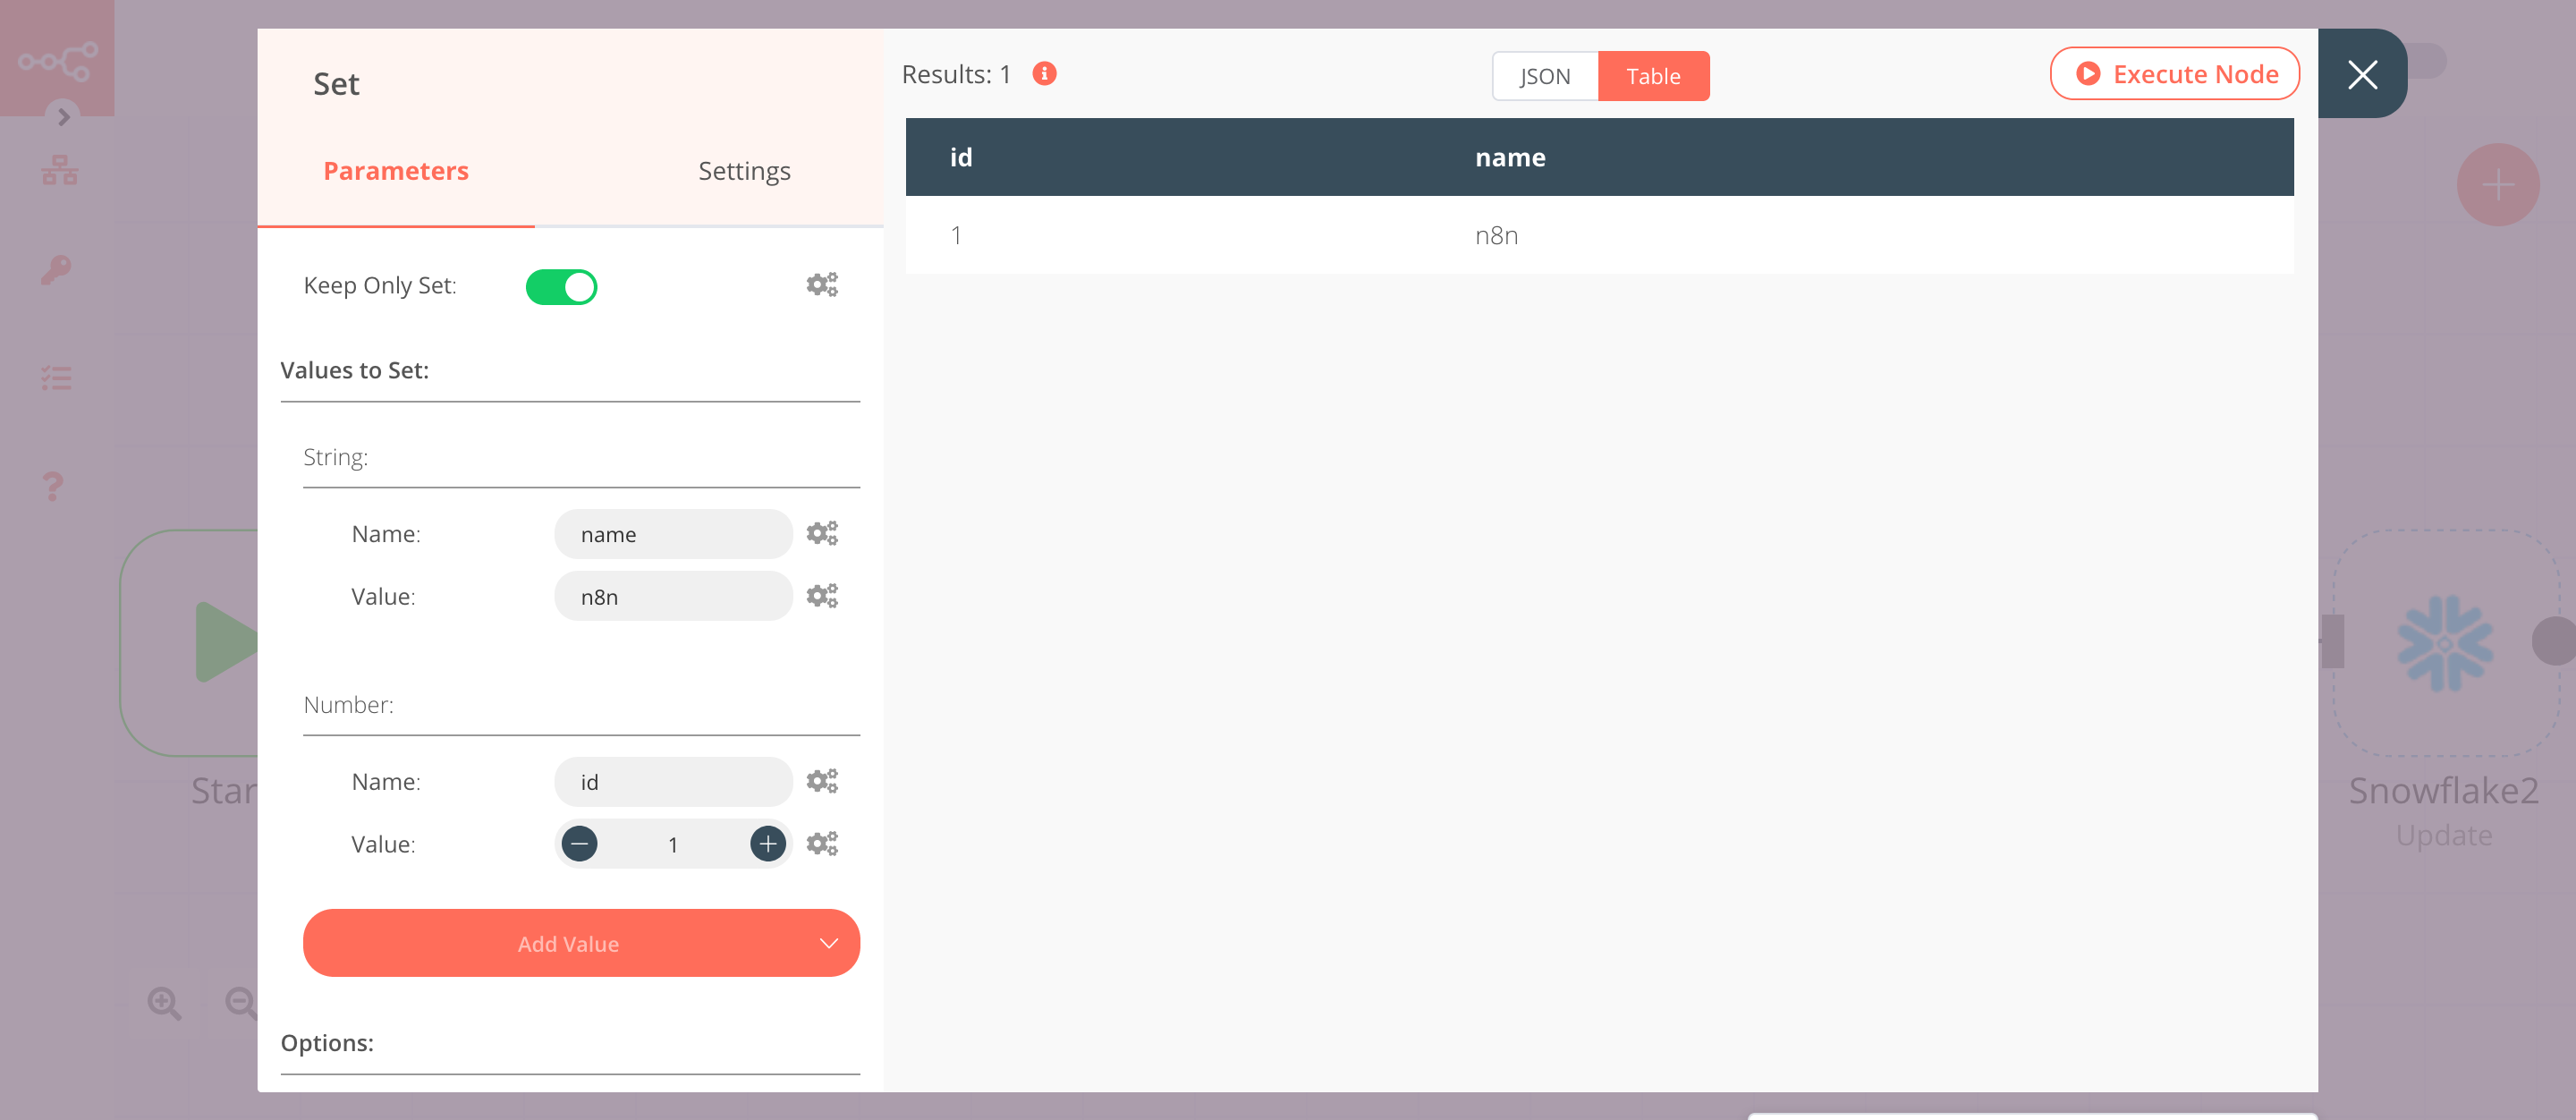 Set
Parameters Settings
Keep Only Set:
Values to Set:
String:
Name: name
Value: n8n
Number:
Name: id
Value: 1
Add Value
Options:
Results: 1
JSON Table
Execute Node
id name
1 n8n
Star
Snowflake2
Update